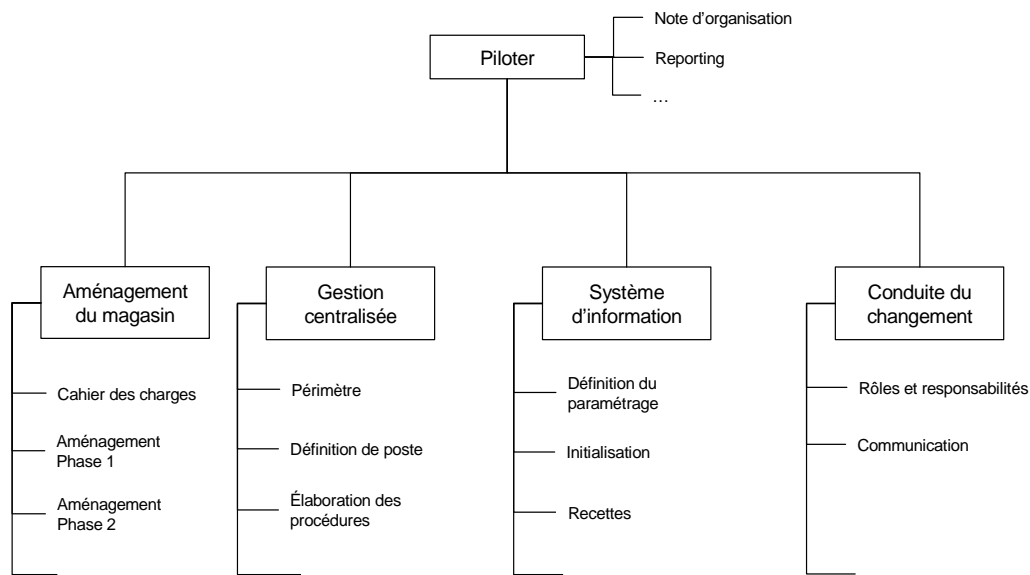 Note d'organisation
Piloter
Reporting
…
Aménagement
du magasin
Gestion
centralisée
Système
d'information
Conduite du
changement
Cahier des charges
Aménagement
Phase 1
Aménagement
Phase 2
Périmètre
Définition de poste
Élaboration des
procédures
Définition du
paramétrage
Initialisation
Recettes
Rôles et responsabilités
Communication